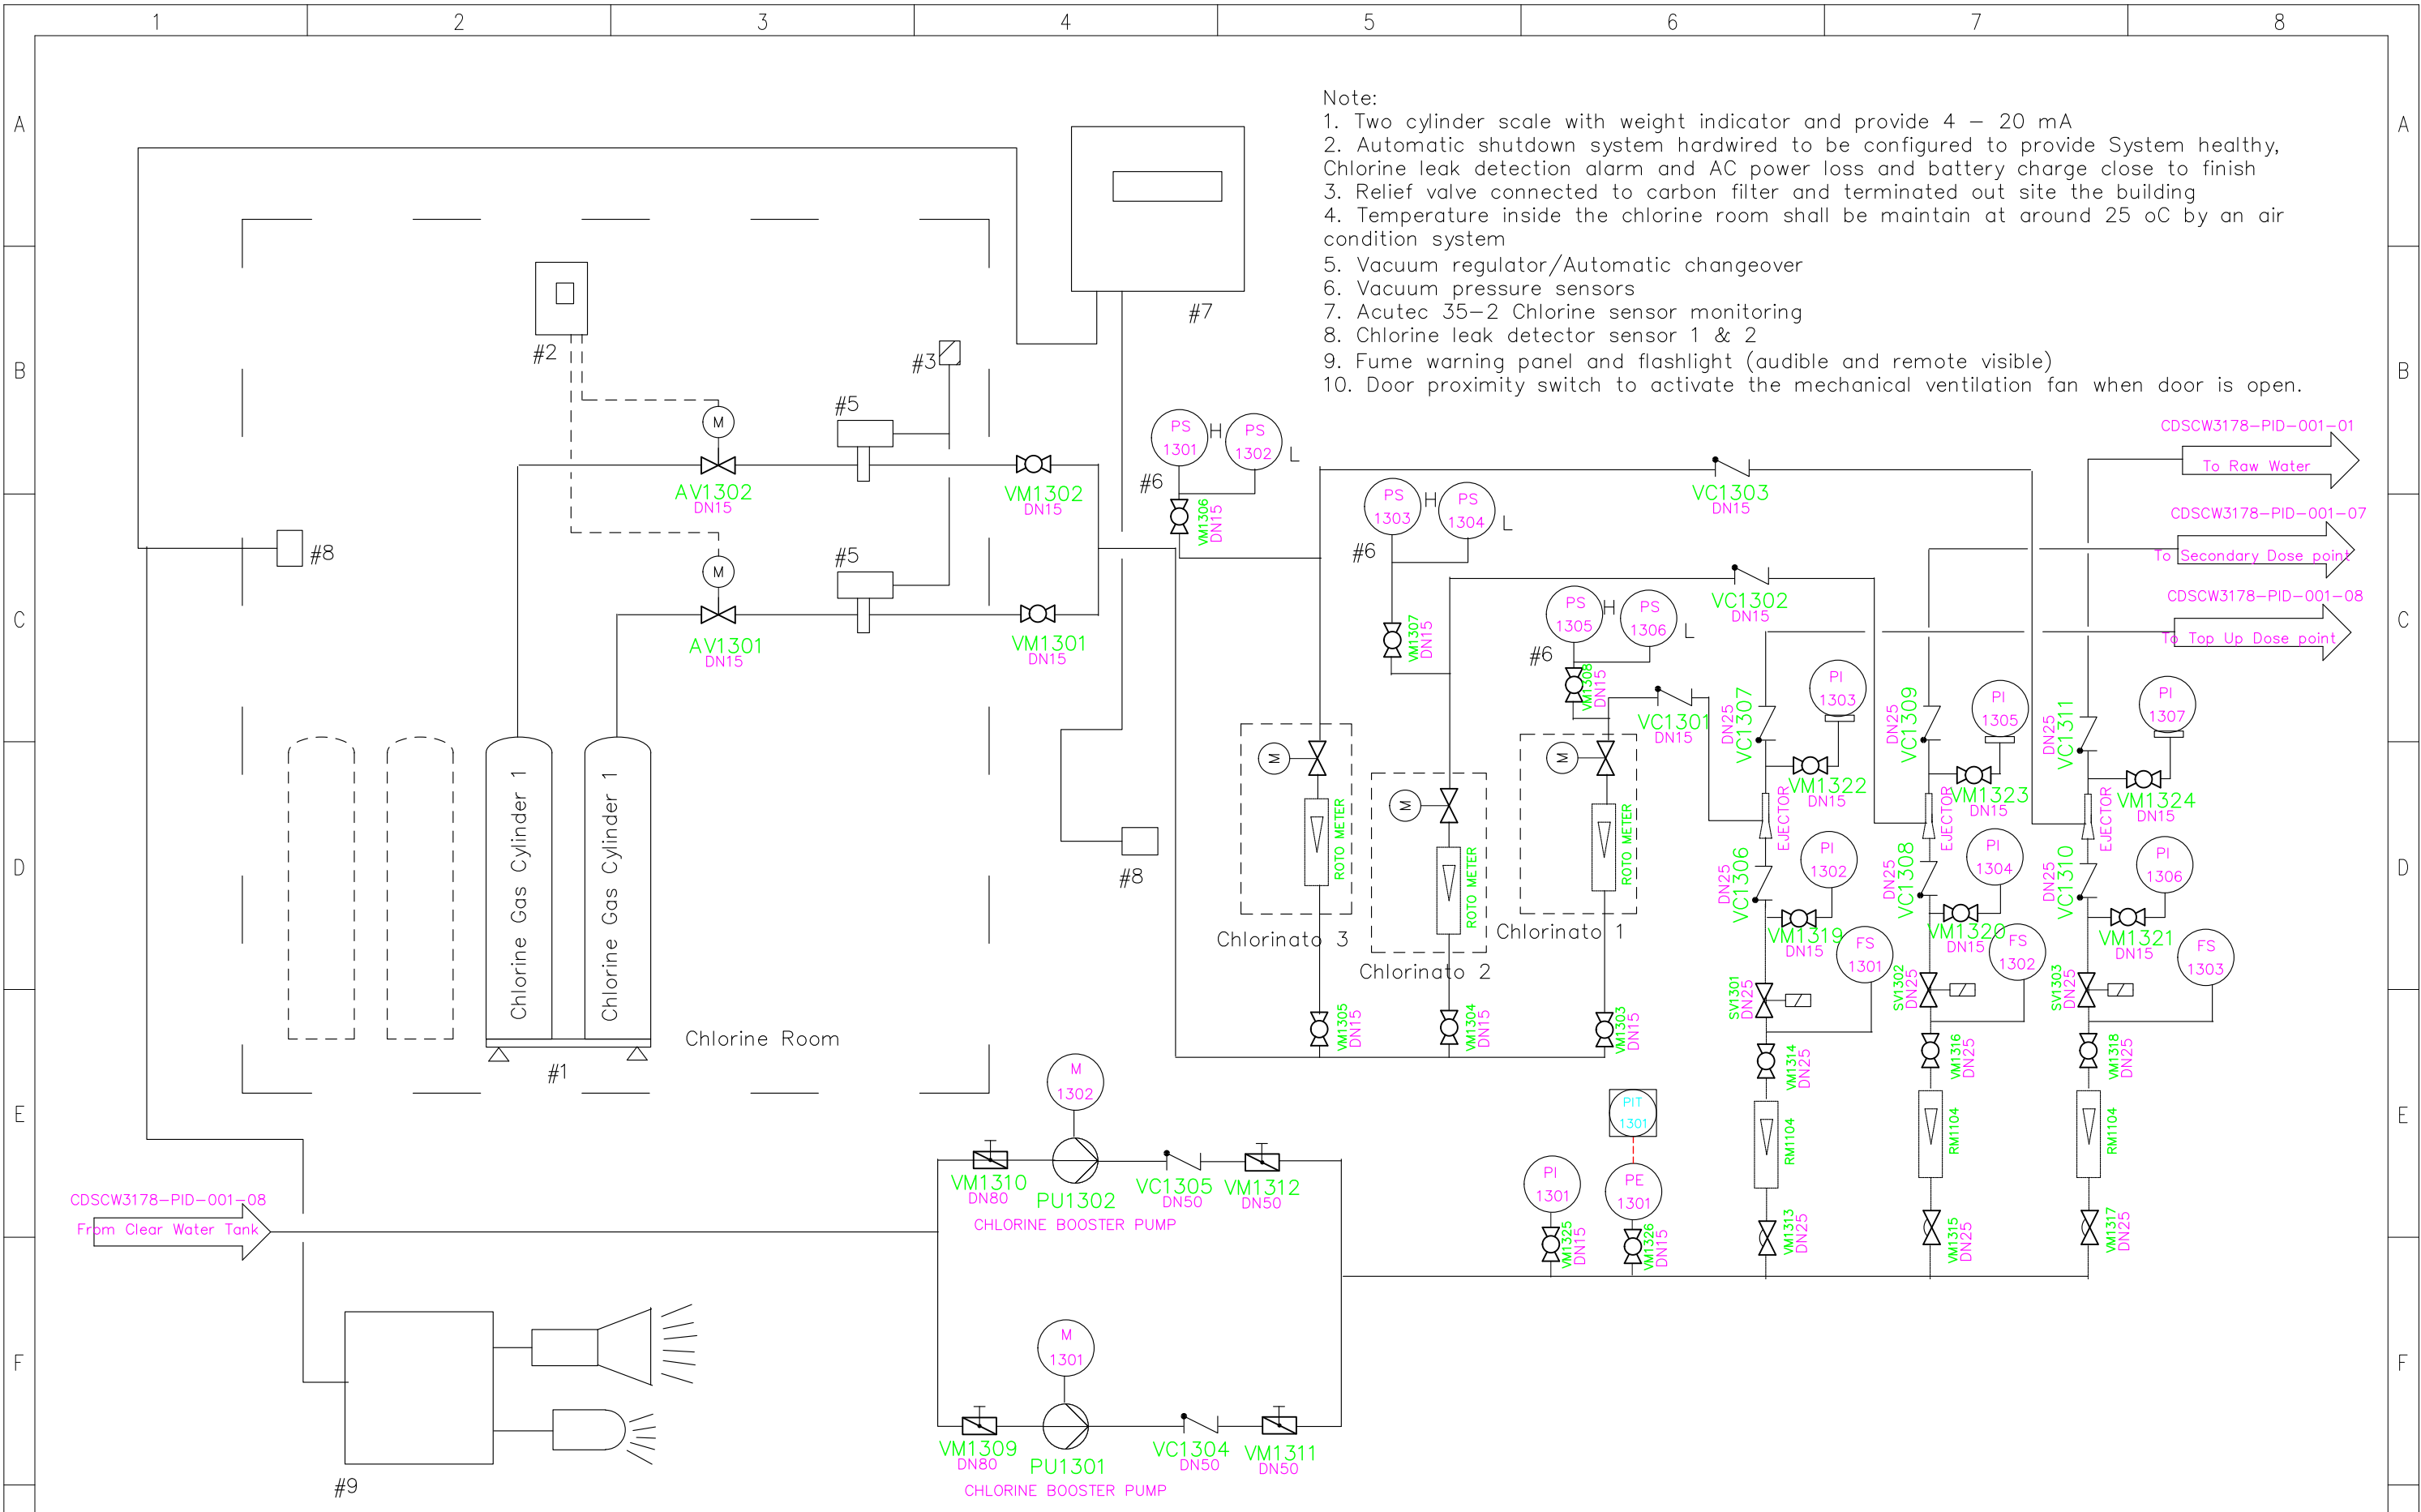 1 2 3 4 5 6 7 8
A A
B B
C C
D D
E E
F F
Note:
1. Two cylinder scale with weight indicator and provide 4 – 20 mA
2. Automatic shutdown system hardwired to be configured to provide System healthy,
Chlorine leak detection alarm and AC power loss and battery charge close to finish
3. Relief valve connected to carbon filter and terminated out site the building
4. Temperature inside the chlorine room shall be maintain at around 25 oC by an air
condition system
5. Vacuum regulator/Automatic changeover
6. Vacuum pressure sensors
7. Acutec 35–2 Chlorine sensor monitoring
8. Chlorine leak detector sensor 1 & 2
9. Fume warning panel and flashlight (audible and remote visible)
10. Door proximity switch to activate the mechanical ventilation fan when door is open.
#7
#2
#3
#5
M
AV1302
DN15
VM1302
DN15
#8
#5
M
AV1301
DN15
VM1301
DN15
Chlorine Gas Cylinder 1
Chlorine Gas Cylinder 1
#1
Chlorine Room
#8
PS
1301
H
PS
1302
L
#6
VM1306
DN15
PS
1303
H
PS
1304
L
#6
VM1307
DN15
PS
1305
H
PS
1306
L
#6
VM1308
DN15
VC1303
DN15
VC1302
DN15
VC1301
DN15
CDSCW3178–PID–001–01
To Raw Water
CDSCW3178–PID–001–07
To Secondary Dose point
CDSCW3178–PID–001–08
To Top Up Dose point
M
ROTO METER
Chlorinato 3
M
ROTO METER
Chlorinato 2
M
ROTO METER
Chlorinato 1
VM1305
DN15
VM1304
DN15
VM1303
DN15
DN25
VC1307
PI
1303
VM1322
DN15
EJECTOR
DN25
VC1306
PI
1302
VM1319
DN15
FS
1301
SV1301
DN25
VM1314
DN25
RM1104
VM1313
DN25
DN25
VC1309
PI
1305
VM1323
DN15
EJECTOR
DN25
VC1308
PI
1304
VM1320
DN15
FS
1302
SV1302
DN25
VM1316
DN25
RM1104
VM1315
DN25
DN25
VC1311
PI
1307
VM1324
DN15
EJECTOR
DN25
VC1310
PI
1306
VM1321
DN15
FS
1303
SV1303
DN25
VM1318
DN25
RM1104
VM1317
DN25
PIT
1301
PI
1301
PE
1301
VM1325
DN15
VM1326
DN15
M
1302
VM1310
DN80
PU1302
CHLORINE BOOSTER PUMP
VC1305
DN50
VM1312
DN50
CDSCW3178–PID–001–08
From Clear Water Tank
M
1301
VM1309
DN80
PU1301
CHLORINE BOOSTER PUMP
VC1304
DN50
VM1311
DN50
#9